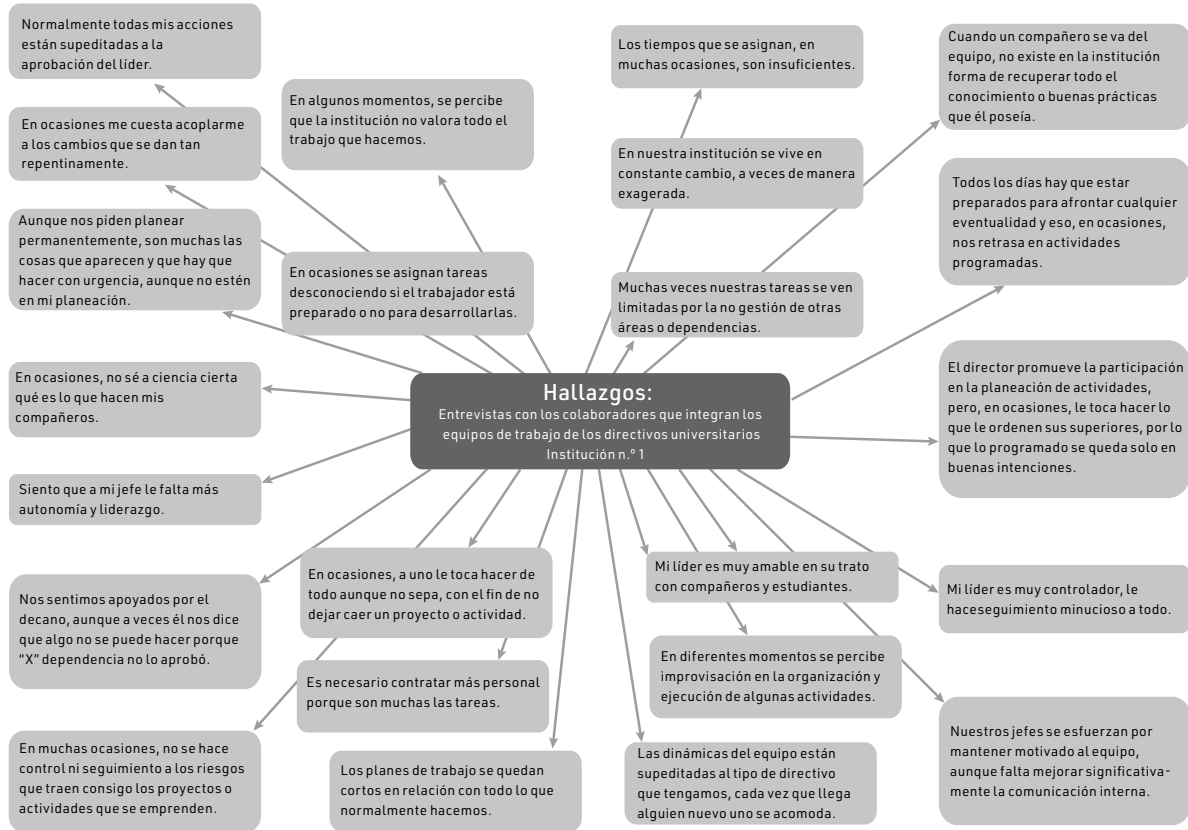 Normalmente todas mis acciones
están supeditadas a la
aprobación del líder.
En ocasiones me cuesta acoplarme
a los cambios que se dan tan
repentinamente.
Aunque nos piden planear
permanentemente, son muchas las
cosas que aparecen y que hay que
hacer con urgencia, aunque no estén
en mi planeación.
En ocasiones, no sé a ciencia cierta
qué es lo que hacen mis
compañeros.
Siento que a mi jefe le falta más
autonomía y liderazgo.
Nos sentimos apoyados por el
decano, aunque a veces él nos dice
que algo no se puede hacer porque
“X” dependencia no lo aprobó.
En muchas ocasiones, no se hace
control ni seguimiento a los riesgos
que traen consigo los proyectos o
actividades que se emprenden.
En algunos momentos, se percibe
que la institución no valora todo el
trabajo que hacemos.
En ocasiones se asignan tareas
desconociendo si el trabajador está
preparado o no para desarrollarlas.
Hallazgos:
Entrevistas con los colaboradores que integran los
equipos de trabajo de los directivos universitarios
Institución n.º 1
En ocasiones, a uno le toca hacer de
todo aunque no sepa, con el fin de no
dejar caer un proyecto o actividad.
Es necesario contratar más personal
porque son muchas las tareas.
Los planes de trabajo se quedan
cortos en relación con todo lo que
normalmente hacemos.
Los tiempos que se asignan, en
muchas ocasiones, son insuficientes.
En nuestra institución se vive en
constante cambio, a veces de manera
exagerada.
Muchas veces nuestras tareas se ven
limitadas por la no gestión de otras
áreas o dependencias.
Mi líder es muy amable en su trato
con compañeros y estudiantes.
En diferentes momentos se percibe
improvisación en la organización y
ejecución de algunas actividades.
Las dinámicas del equipo están
supeditadas al tipo de directivo
que tengamos, cada vez que llega
alguien nuevo uno se acomoda.
Cuando un compañero se va del
equipo, no existe en la institución
forma de recuperar todo el
conocimiento o buenas prácticas
que él poseía.
Todos los días hay que estar
preparados para afrontar cualquier
eventualidad y eso, en ocasiones,
nos retrasa en actividades
programadas.
El director promueve la participación
en la planeación de actividades,
pero, en ocasiones, le toca hacer lo
que le ordenen sus superiores, por lo
que lo programado se queda solo en
buenas intenciones.
Mi líder es muy controlador, le
haceseguimiento minucioso a todo.
Nuestros jefes se esfuerzan por
mantener motivado al equipo,
aunque falta mejorar significativa-
mente la comunicación interna.